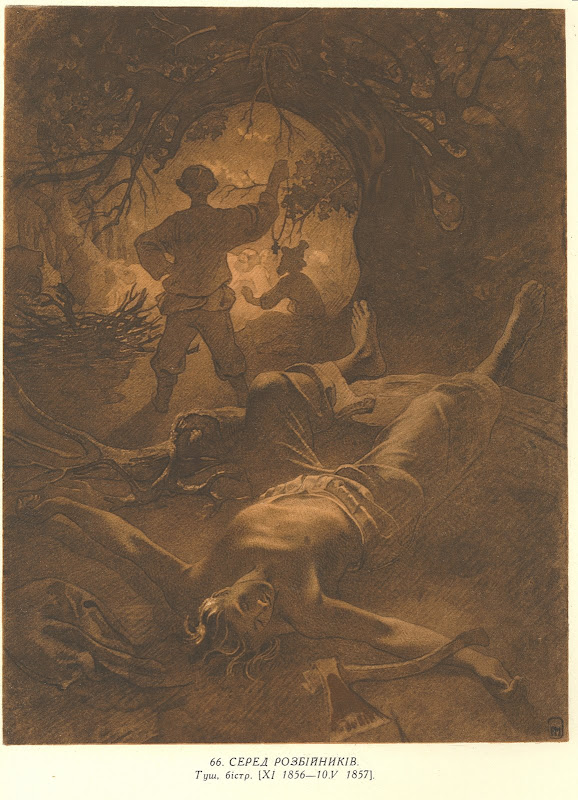 66. СЕРЕД РОЗБІЙНИКІВ.
Туш, бістр. [XI 1856—10.V 1857].